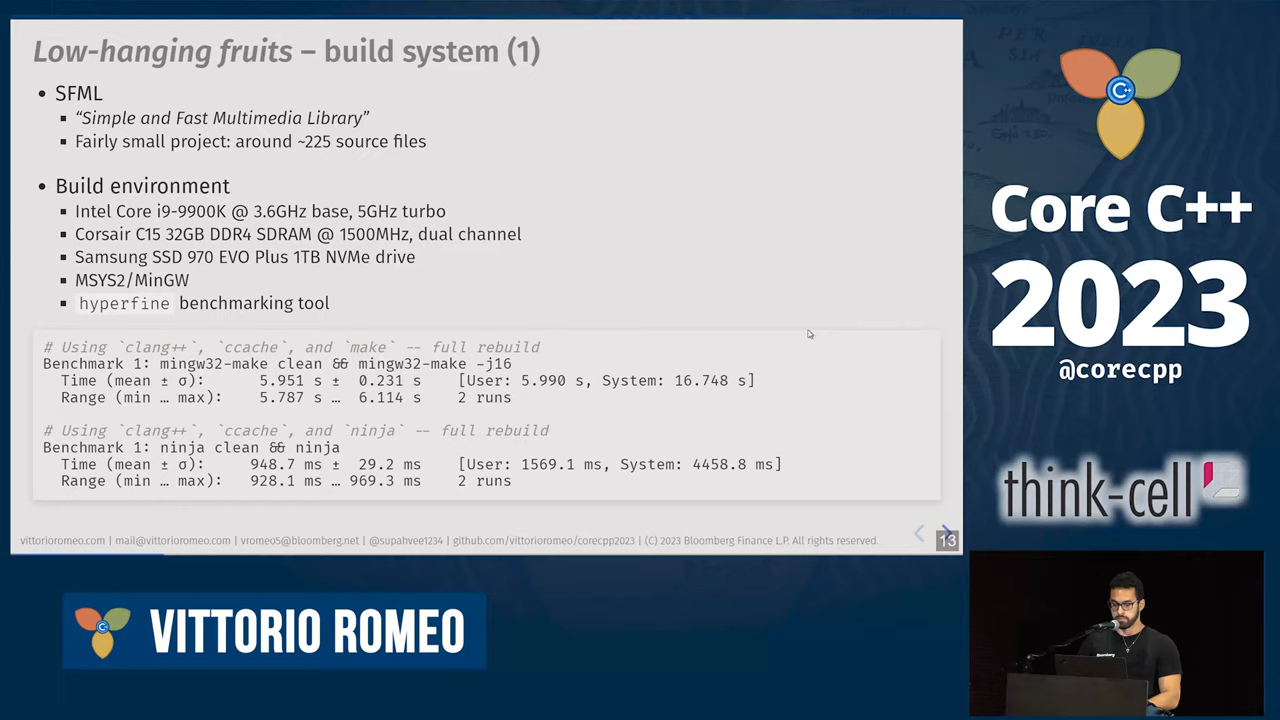 Low-hanging fruits – build system (1)
• SFML
▪ “Simple and Fast Multimedia Library”
▪ Fairly small project: around ~225 source files
• Build environment
▪ Intel Core i9-9900K @ 3.6GHz base, 5GHz turbo
▪ Corsair C15 32GB DDR4 SDRAM @ 1500MHz, dual channel
▪ Samsung SSD 970 EVO Plus 1TB NVMe drive
▪ MSYS2/MinGW
▪ hyperfine benchmarking tool
# Using `clang++`, `ccache`, and `make` -- full rebuild
Benchmark 1: mingw32-make clean && mingw32-make -j16
Time (mean ± σ): 5.951 s ± 0.231 s [User: 5.990 s, System: 16.748 s]
Range (min … max): 5.787 s … 6.114 s 2 runs
# Using `clang++`, `ccache`, and `ninja` -- full rebuild
Benchmark 1: ninja clean && ninja
Time (mean ± σ): 948.7 ms ± 29.2 ms [User: 1569.1 ms, System: 4458.8 ms]
Range (min … max): 928.1 ms … 969.3 ms 2 runs
vittorioromeo.com | mail@vittorioromeo.com | vromeo5@bloomberg.net | @supahvee1234 | github.com/vittorioromeo/corecpp2023 | (C) 2023 Bloomberg Finance L.P. All rights reserved.
13
C++
Core C++
2023
@corecpp
think-cell
C++
VITTORIO ROMEO
Bloomberg